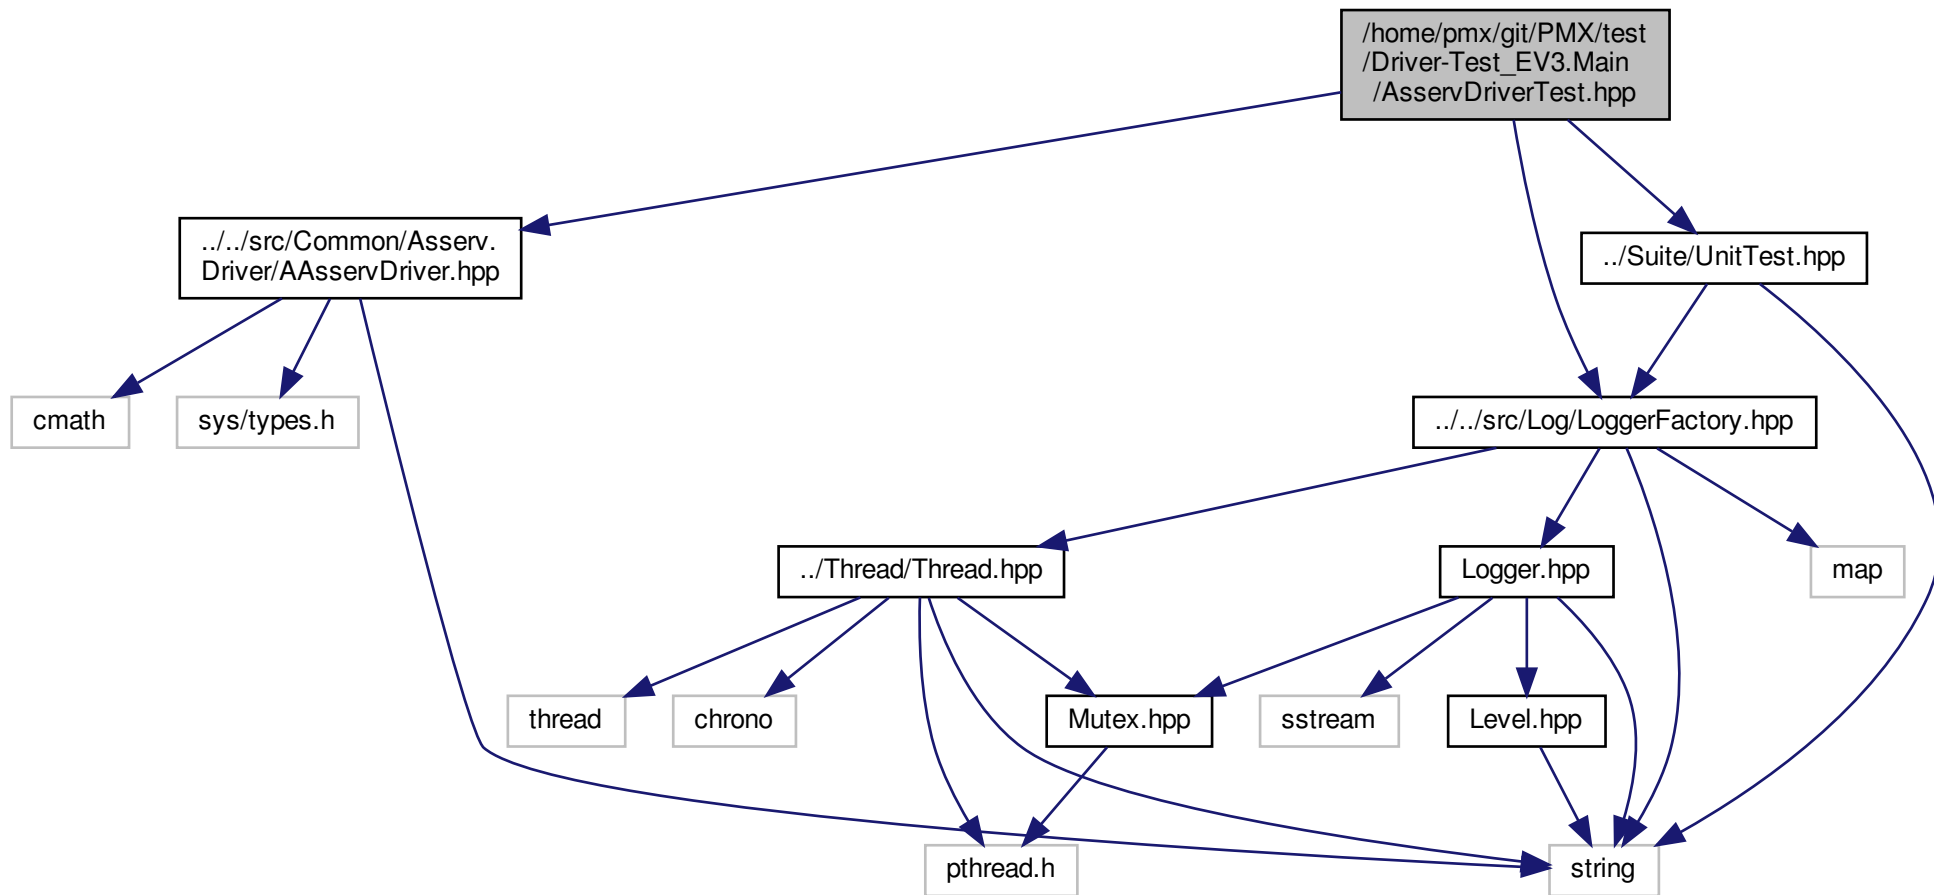 /home/pmx/git/PMX/test
/Driver-Test_EV3.Main
/AsservDriverTest.hpp
../../src/Common/Asserv.
Driver/AAsservDriver.hpp
../Suite/UnitTest.hpp
cmath
sys/types.h
../../src/Log/LoggerFactory.hpp
../Thread/Thread.hpp
Logger.hpp
map
thread
chrono
Mutex.hpp
sstream
Level.hpp
pthread.h
string